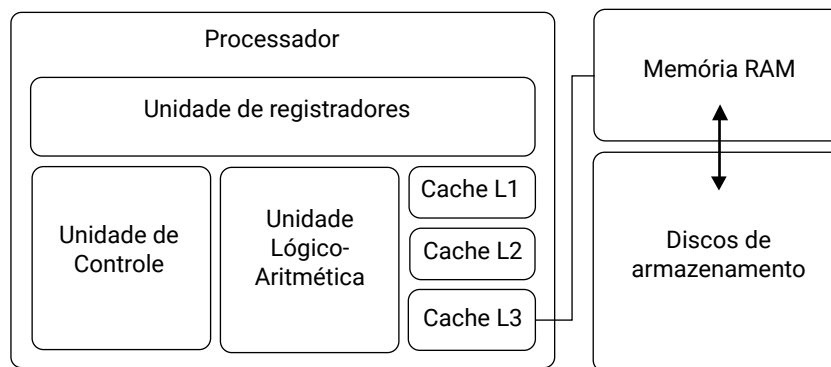 Processador
Unidade de registradores
Unidade de
Controle
Unidade
Lógico-
Aritmética
Cache L1
Cache L2
Cache L3
Memória RAM
Discos de
armazenamento